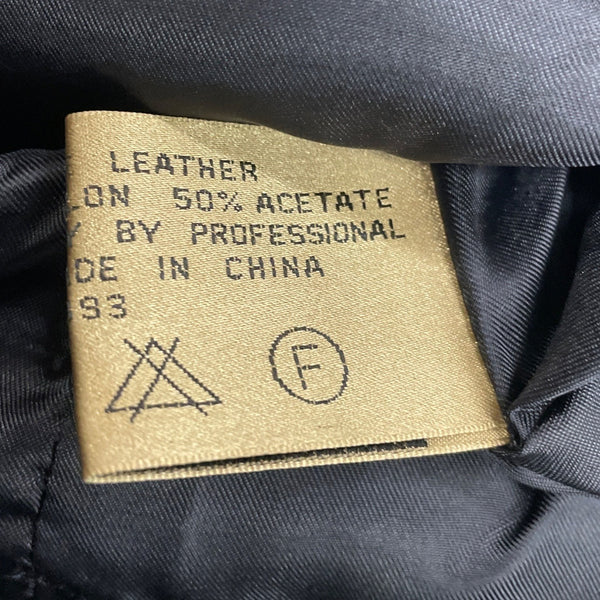 LEATHER
LON 50% ACETATE
Y BY PROFESSIONAL
DE IN CHINA
93
F